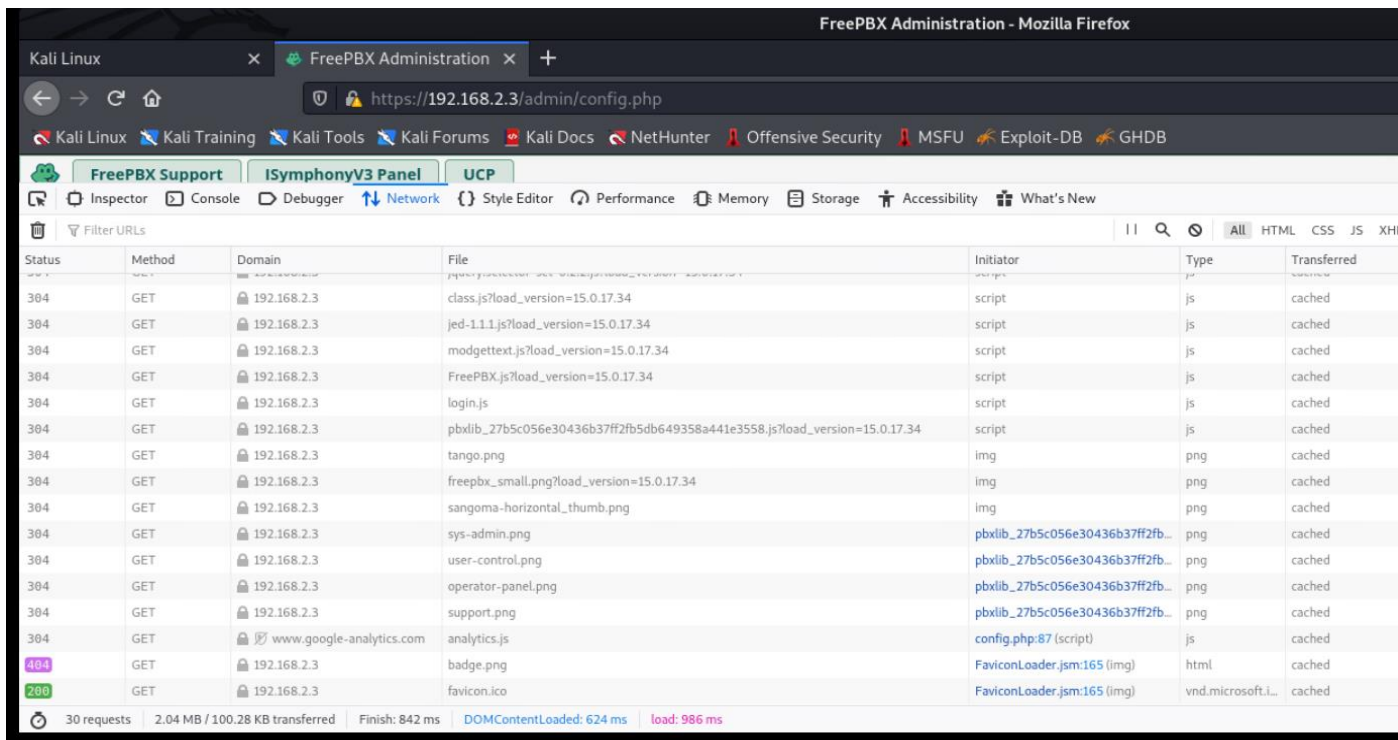 FreePBX Administration - Mozilla Firefox
Kali Linux × FreePBX Administration × +
https://192.168.2.3/admin/config.php
Kali Linux Kali Training Kali Tools Kali Forums Kali Docs NetHunter Offensive Security MSFU Exploit-DB GHDB
FreePBX Support ISymphonyV3 Panel UCP
Inspector Console Debugger Network {} Style Editor Performance Memory Storage Accessibility What's New
Filter URLs All HTML CSS JS
Status Method Domain File Initiator Type Transferred
304 GET 192.168.2.3 class.js?load_version=15.0.17.34 script js cached
304 GET 192.168.2.3 jed-1.1.1.js?load_version=15.0.17.34 script js cached
304 GET 192.168.2.3 modgettext.js?load_version=15.0.17.34 script js cached
304 GET 192.168.2.3 FreePBX.js?load_version=15.0.17.34 script js cached
304 GET 192.168.2.3 login.js script js cached
304 GET 192.168.2.3 pbxlib_27b5c056e30436b37ff2fb5db649358a441e3558.js?load_version=15.0.17.34 script js cached
304 GET 192.168.2.3 tango.png img png cached
304 GET 192.168.2.3 freepbx_small.png?load_version=15.0.17.34 img png cached
304 GET 192.168.2.3 sangoma-horizontal_thumb.png img png cached
304 GET 192.168.2.3 sys-admin.png pbxlib_27b5c056e30436b37ff2fb... png cached
304 GET 192.168.2.3 user-control.png pbxlib_27b5c056e30436b37ff2fb... png cached
304 GET 192.168.2.3 operator-panel.png pbxlib_27b5c056e30436b37ff2fb... png cached
304 GET 192.168.2.3 support.png pbxlib_27b5c056e30436b37ff2fb... png cached
304 GET www.google-analytics.com analytics.js config.php:87 (script) js cached
404 GET 192.168.2.3 badge.png FaviconLoader.jsm:165 (img) html cached
200 GET 192.168.2.3 favicon.ico FaviconLoader.jsm:165 (img) vnd.microsoft.i... cached
30 requests 2.04 MB / 100.28 KB transferred Finish: 842 ms DOMContentLoaded: 624 ms load: 986 ms